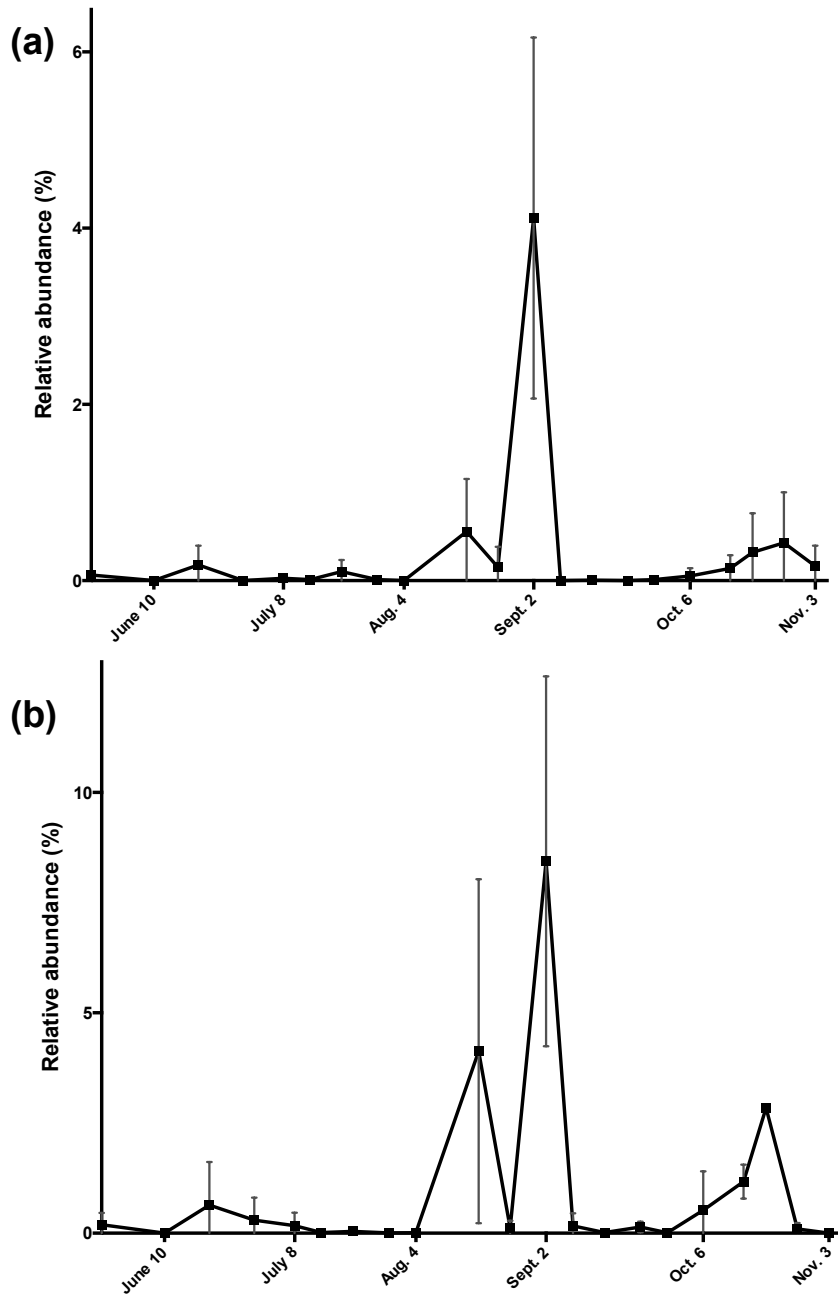 (a)
Relative abundance (%)
6
4
2
0
June 10
July 8
Aug. 4
Sept. 2
Oct. 6
Nov. 3
(b)
Relative abundance (%)
10
5
0
June 10
July 8
Aug. 4
Sept. 2
Oct. 6
Nov. 3